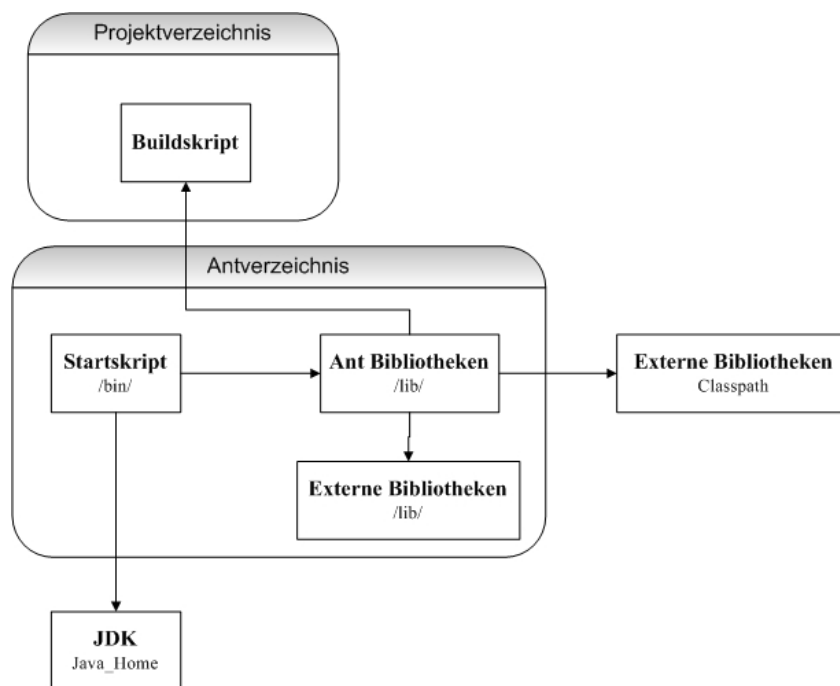 Projektverzeichnis
Buildskript
Antverzeichnis
Startskript
/bin/
Ant Bibliotheken
/lib/
Externe Bibliotheken
Classpath
Externe Bibliotheken
/lib/
JDK
Java_Home